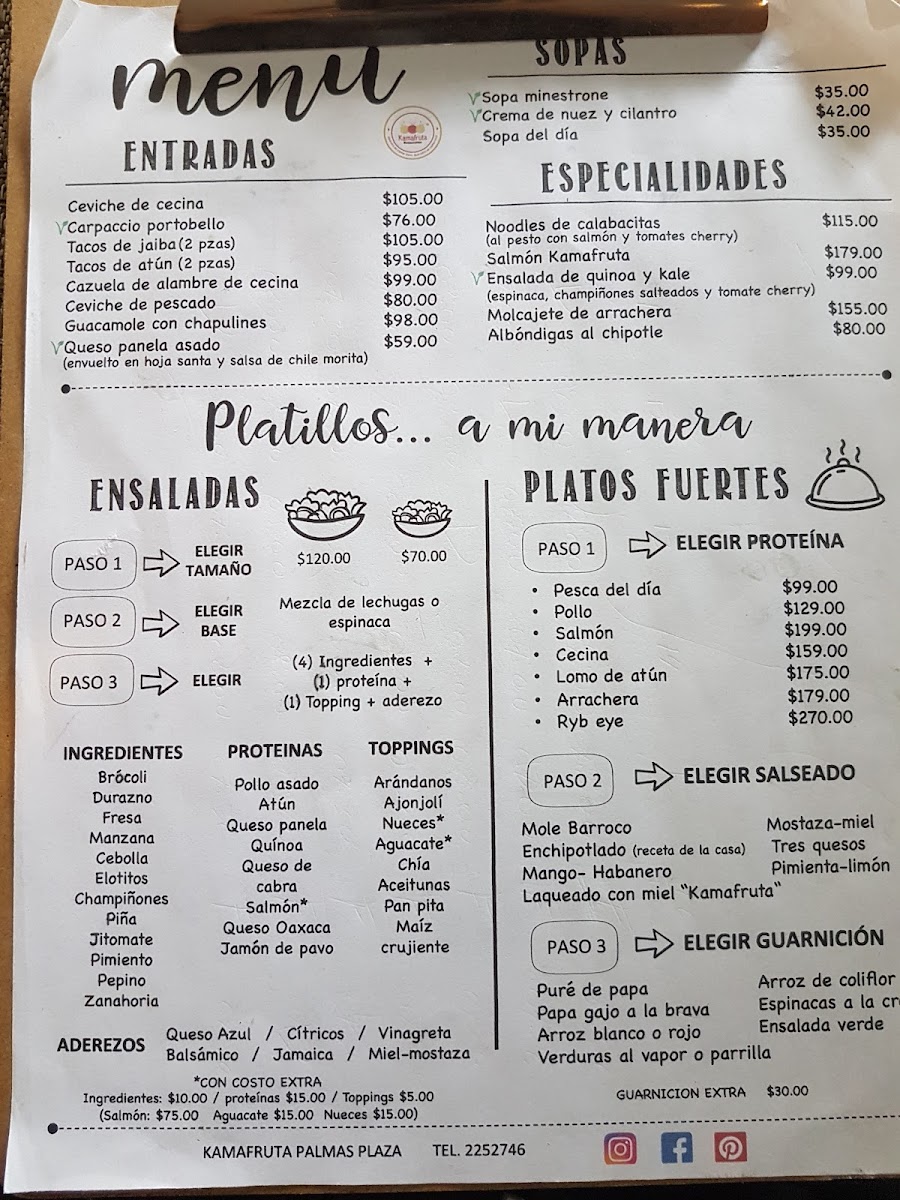 menu
Kamafruta
ENTRADAS
Ceviche de cecina $105.00
V Carpaccio portobello $76.00
Tacos de jaiba (2 pzas) $105.00
Tacos de atún (2 pzas) $95.00
Cazuela de alambre de cecina $99.00
Ceviche de pescado $80.00
Guacamole con chapulines $98.00
V Queso panela asado $59.00
(envuelto en hoja santa y salsa de chile morita)
SOPAS
V Sopa minestrone $35.00
V Crema de nuez y cilantro $42.00
Sopa del día $35.00
ESPECIALIDADES
Noodles de calabacitas $115.00
(al pesto con salmón y tomates cherry)
Salmón Kamafruta $179.00
V Ensalada de quinoa y kale $99.00
(espinaca, champiñones salteados y tomate cherry)
Molcajete de arrachera $155.00
Albóndigas al chipotle $80.00
Platillos... a mi manera
ENSALADAS
PASO 1 ELEGIR TAMAÑO $120.00 $70.00
PASO 2 ELEGIR BASE
Mezcla de lechugas o
espinaca
PASO 3 ELEGIR
(4) Ingredientes +
(1) proteína +
(1) Topping + aderezo
INGREDIENTES
Brócoli
Durazno
Fresa
Manzana
Cebolla
Elotitos
Champiñones
Piña
Jitomate
Pimiento
Pepino
Zanahoria
PROTEINAS
Pollo asado
Atún
Queso panela
Quínoa
Queso de
cabra
Salmón*
Queso Oaxaca
Jamón de pavo
TOPPINGS
Arándanos
Ajonjolí
Nueces*
Aguacate*
Chía
Aceitunas
Pan pita
Maíz
crujiente
ADEREZOS
Queso Azul / Cítricos / Vinagreta
Balsámico / Jamaica / Miel-mostaza
*CON COSTO EXTRA
Ingredientes: $10.00 / proteínas $15.00 / Toppings $5.00
(Salmón: $75.00 Aguacate $15.00 Nueces $15.00)
PLATOS FUERTES
PASO 1 ELEGIR PROTEÍNA
• Pesca del día $99.00
• Pollo $129.00
• Salmón $199.00
• Cecina $159.00
• Lomo de atún $175.00
• Arrachera $179.00
• Ryb eye $270.00
PASO 2 ELEGIR SALSEADO
Mole Barroco Mostaza-miel
Enchipotlado (receta de la casa) Tres quesos
Mango- Habanero Pimienta-limón
Laqueado con miel "Kamafruta"
PASO 3 ELEGIR GUARNICIÓN
Puré de papa Arroz de coliflor
Papa gajo a la brava Espinacas a la cr
Arroz blanco o rojo Ensalada verde
Verduras al vapor o parrilla
GUARNICION EXTRA $30.00
KAMAFRUTA PALMAS PLAZA TEL. 2252746